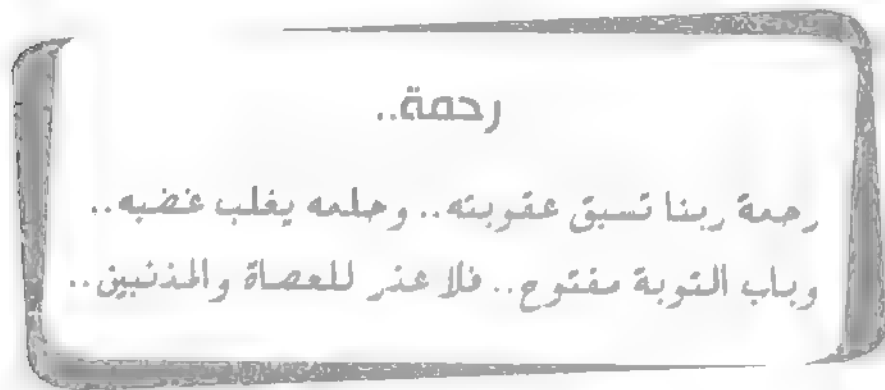 رحمة..
رحمة ربنا تسبق عقوبته.. وحلمه يغلب غضبه..
وباب التوبة مفتوح.. فلا عذر للعصاة والمذنبين..